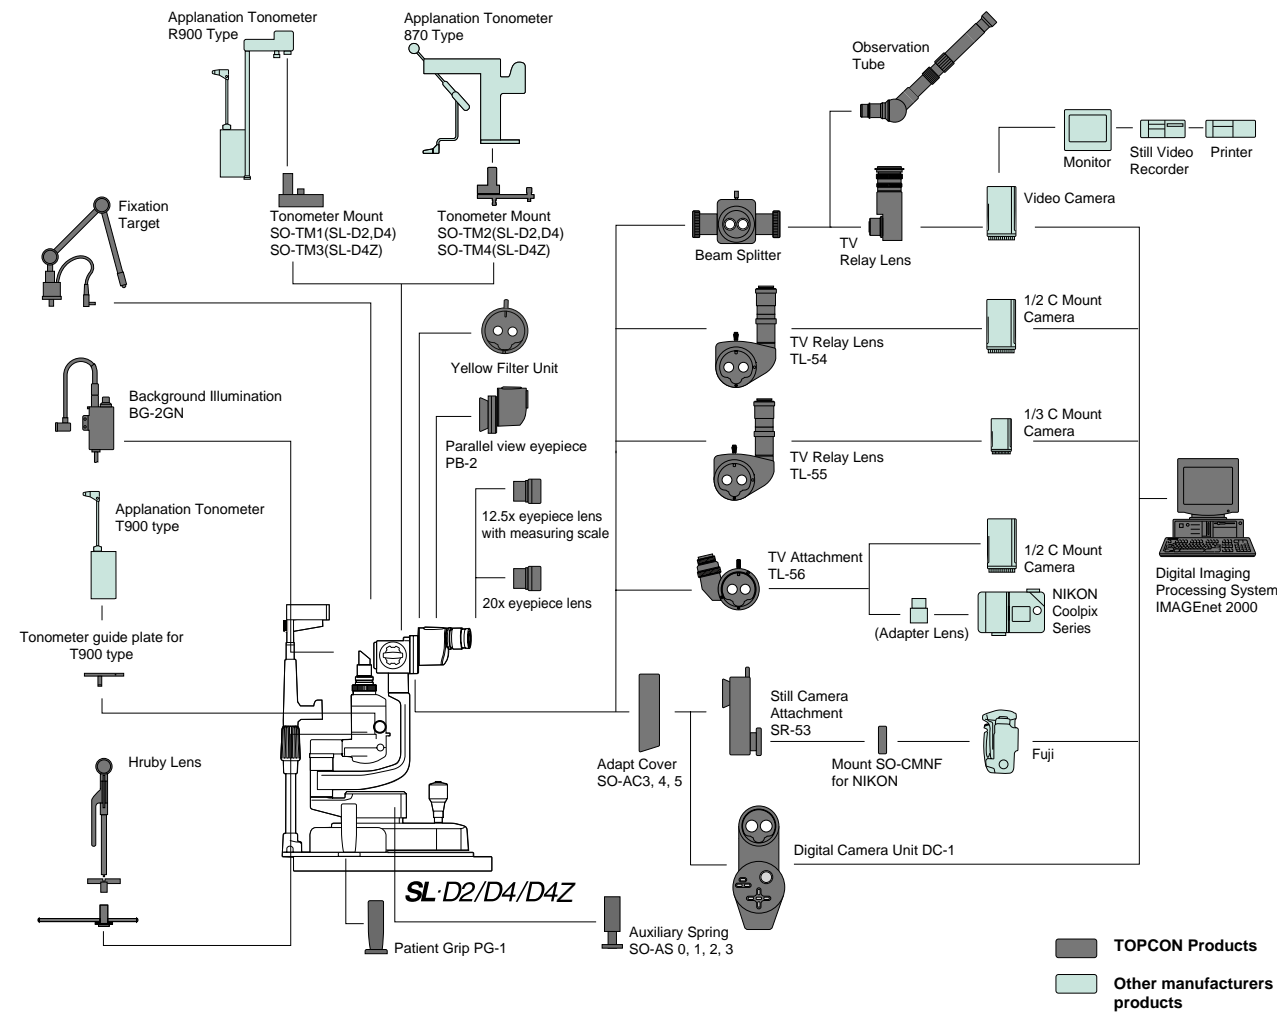 Applanation Tonometer
R900 Type
Applanation Tonometer
870 Type
Observation
Tube
Monitor
Still Video
Recorder
Printer
Fixation
Target
Tonometer Mount
SO-TM1(SL-D2,D4)
SO-TM3(SL-D4Z)
Tonometer Mount
SO-TM2(SL-D2,D4)
SO-TM4(SL-D4Z)
Beam Splitter
TV
Relay Lens
Video Camera
Yellow Filter Unit
TV Relay Lens
TL-54
1/2 C Mount
Camera
Background Illumination
BG-2GN
Parallel view eyepiece
PB-2
TV Relay Lens
TL-55
1/3 C Mount
Camera
Applanation Tonometer
T900 type
12.5x eyepiece lens
with measuring scale
20x eyepiece lens
TV Attachment
TL-56
1/2 C Mount
Camera
(Adapter Lens)
NIKON
Coolpix
Series
Digital Imaging
Processing System
IMAGEnet 2000
Tonometer guide plate for
T900 type
Hruby Lens
Adapt Cover
SO-AC3, 4, 5
Still Camera
Attachment
SR-53
Mount SO-CMNF
for NIKON
Fuji
Digital Camera Unit DC-1
SL·D2/D4/D4Z
Patient Grip PG-1
Auxiliary Spring
SO-AS 0, 1, 2, 3
TOPCON Products
Other manufacturers
products